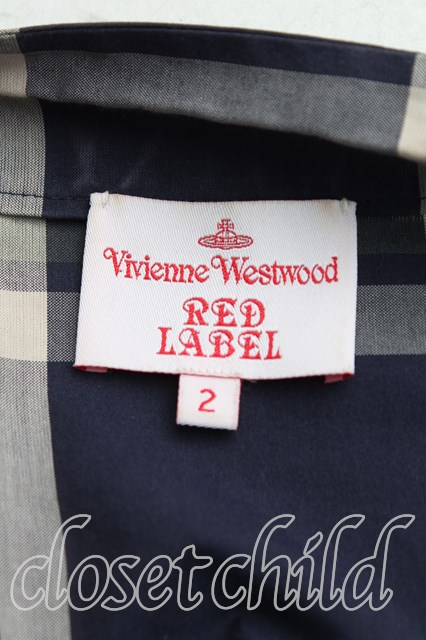 Vivienne Westwood
RED
LABEL
2
closetchild